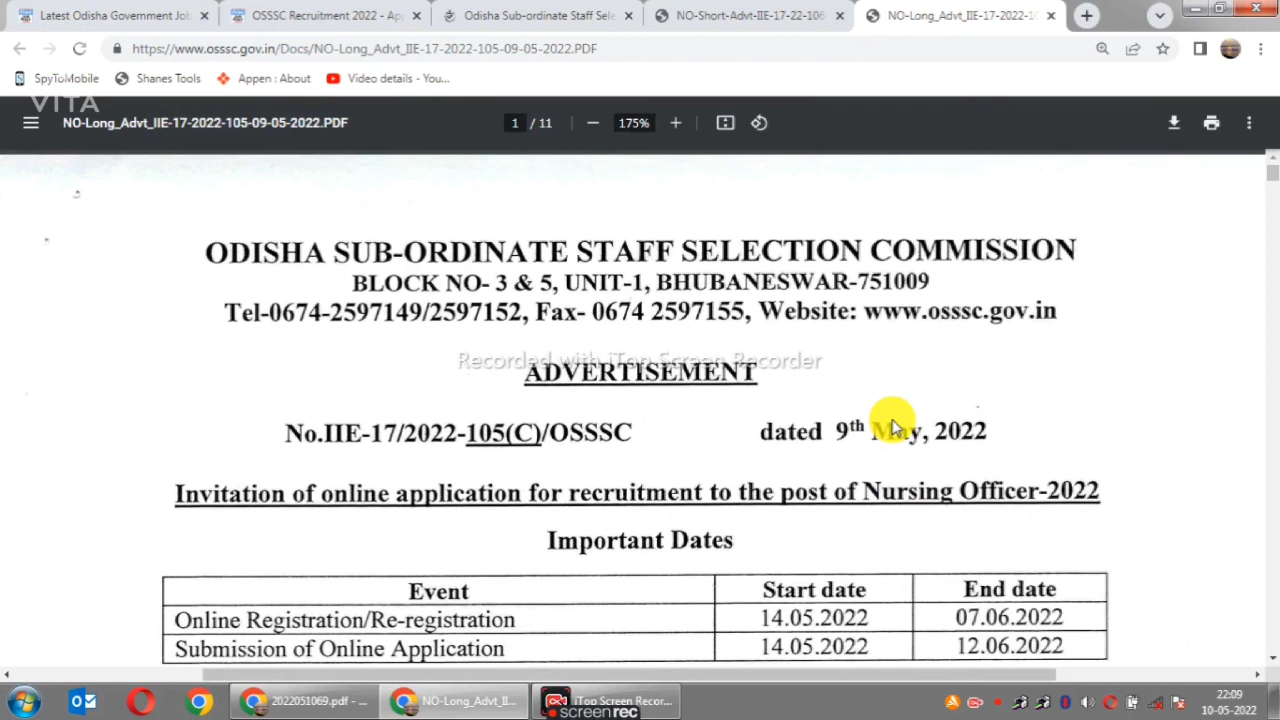 Latest Odisha Government Job
OSSSC Recruitment 2022 - Ap
Odisha Sub-ordinate Staff Sele
NO-Short-Advt-IIE-17-22-106-
NO-Long_Advt_IIE-17-2022-10
https://www.osssc.gov.in/Docs/NO-Long_Advt_IIE-17-2022-105-09-05-2022.PDF
SpyToMobile
Shanes Tools
Appen : About
Video details - You...
VITA
NO-Long_Advt_IIE-17-2022-105-09-05-2022.PDF
1 / 11
175%
ODISHA SUB-ORDINATE STAFF SELECTION COMMISSION
BLOCK NO- 3 & 5, UNIT-1, BHUBANESWAR-751009
Tel-0674-2597149/2597152, Fax- 0674 2597155, Website: www.osssc.gov.in
Recorded with iTop Screen Recorder
ADVERTISEMENT
No.IIE-17/2022-105(C)/OSSSC dated 9th May, 2022
Invitation of online application for recruitment to the post of Nursing Officer-2022
Important Dates
Event Start date End date
Online Registration/Re-registration 14.05.2022 07.06.2022
Submission of Online Application 14.05.2022 12.06.2022
2022051069.pdf - ...
NO-Long_Advt_II...
iTop Screen Recor...
screenrec
22:09
10-05-2022